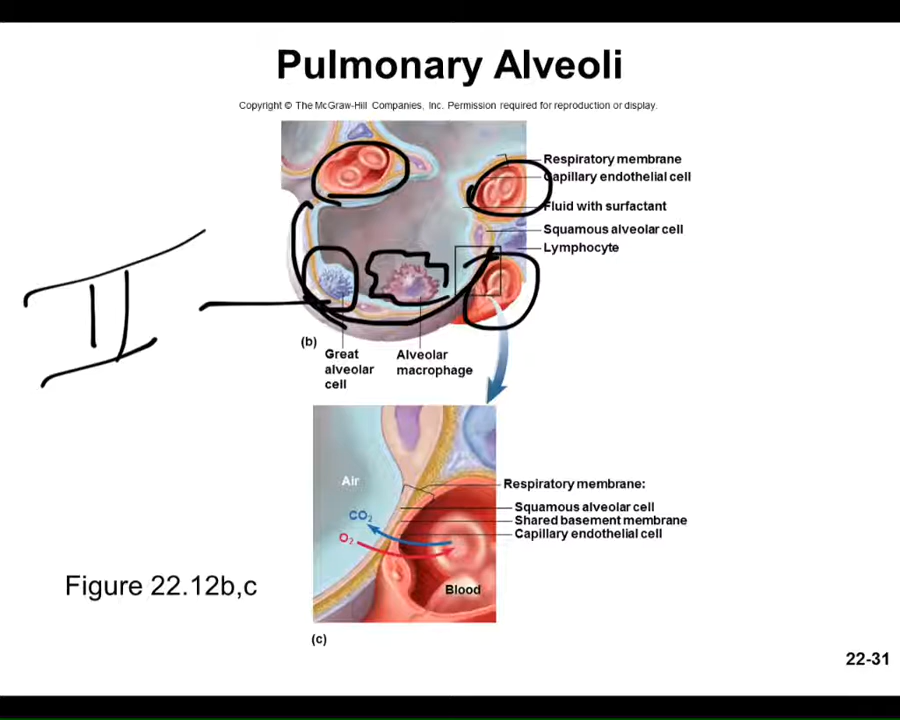 Pulmonary Alveoli
Copyright © The McGraw-Hill Companies, Inc. Permission required for reproduction or display.
Respiratory membrane
Capillary endothelial cell
Fluid with surfactant
Squamous alveolar cell
Lymphocyte
II
(b)
Great
alveolar
cell
Alveolar
macrophage
Air
CO2
O2
Blood
Respiratory membrane:
Squamous alveolar cell
Shared basement membrane
Capillary endothelial cell
Figure 22.12b,c
(c)
22-31